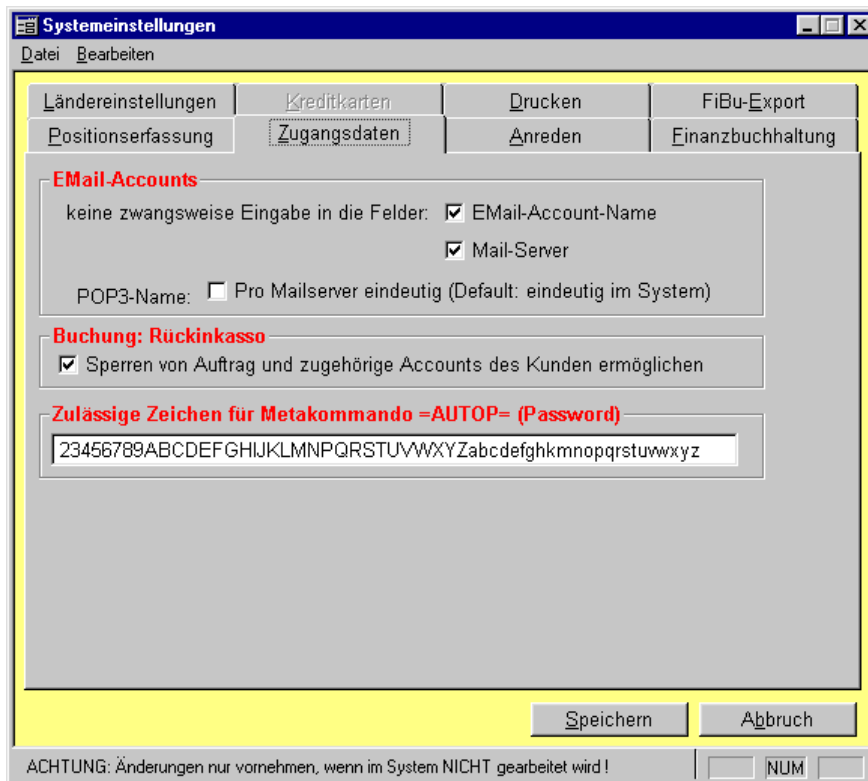 Systemeinstellungen
Datei Bearbeiten
Ländereinstellungen Kreditkarten Drucken FiBu-Export
Positionserfassung Zugangsdaten Anreden Finanzbuchhaltung
EMail-Accounts
keine zwangsweise Eingabe in die Felder: EMail-Account-Name
Mail-Server
POP3-Name: Pro Mailserver eindeutig (Default: eindeutig im System)
Buchung: Rückinkasso
Sperren von Auftrag und zugehörige Accounts des Kunden ermöglichen
Zulässige Zeichen für Metakommando =AUTOP= (Password)
23456789ABCDEFGHIJKLMNPQRSTUVWXYZabcdefghkmnopqrstuvwxyz
Speichern Abbruch
ACHTUNG: Änderungen nur vornehmen, wenn im System NICHT gearbeitet wird ! NUM